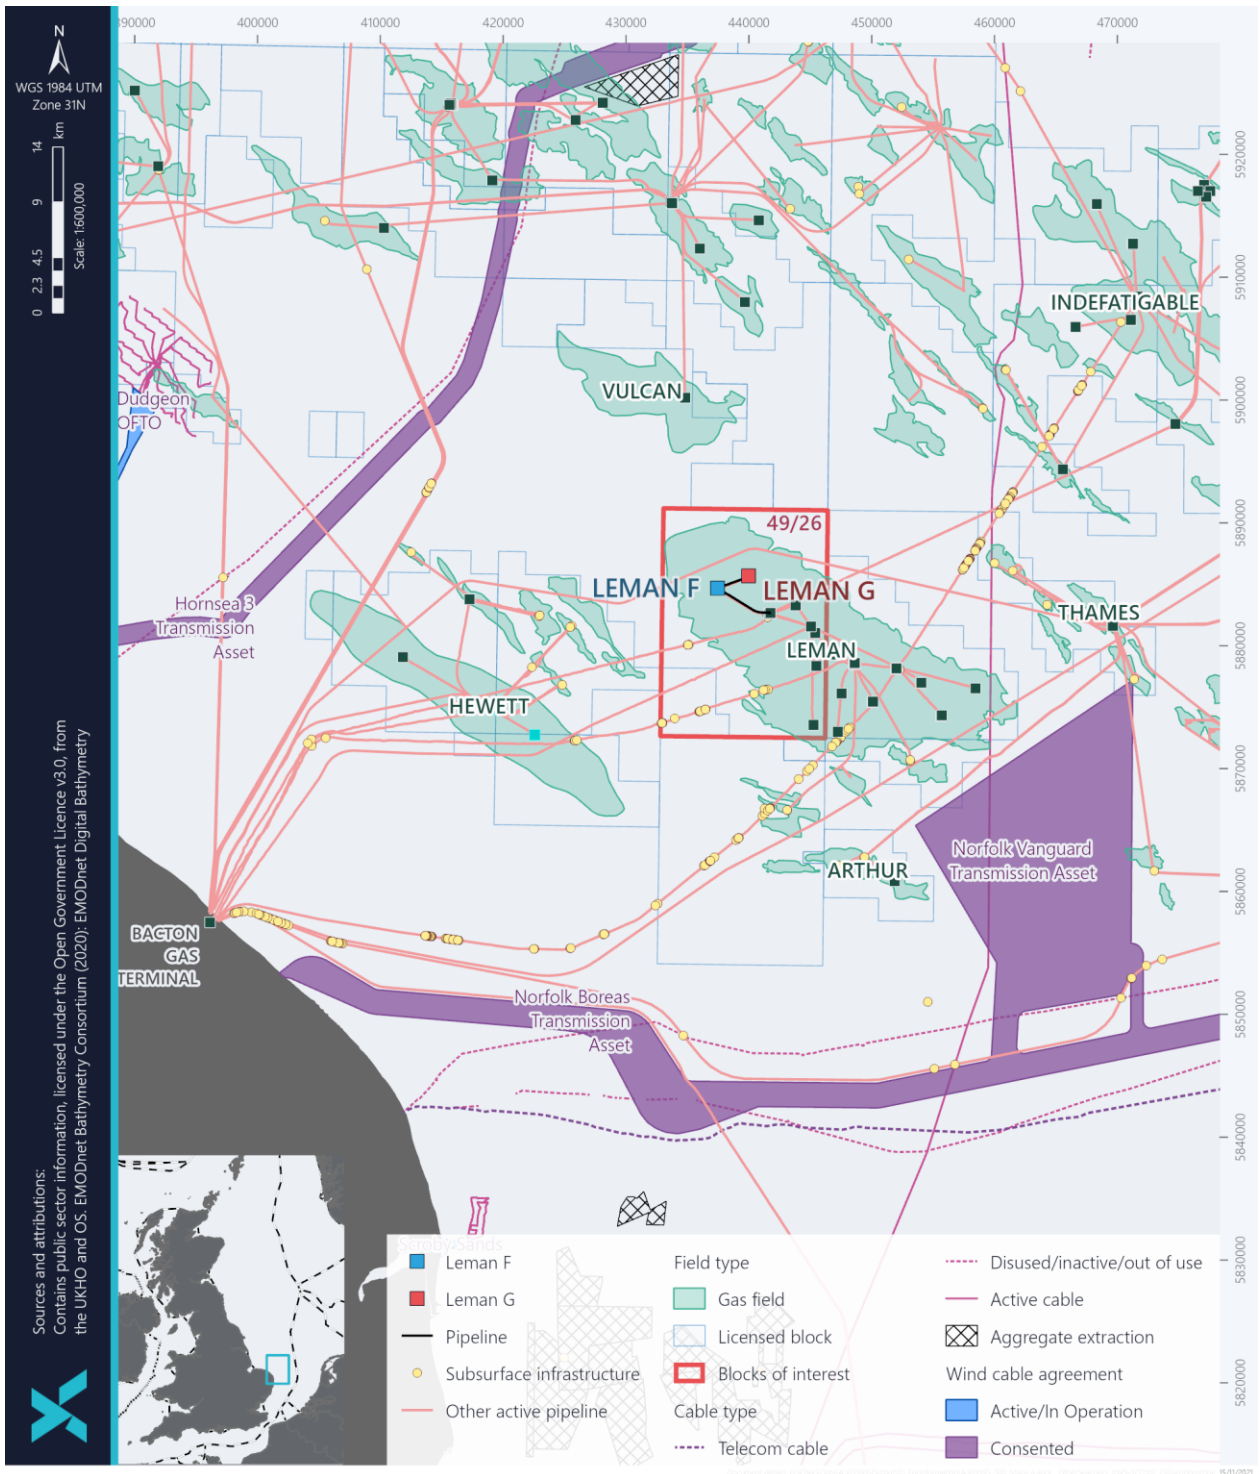 390000
400000
410000
420000
430000
440000
450000
460000
470000
N
WGS 1984 UTM
Zone 31N
0 2.3 4.5 9 14
km
Scale: 1:600,000
5920000
5910000
5900000
5890000
5880000
5870000
5860000
5850000
5840000
5830000
5820000
INDEFATIGABLE
VULCAN
Dudgeon
OFTO
49/26
LEMAN F
LEMAN G
Hornsea 3
Transmission
Asset
THAMES
LEMAN
HEWETT
Norfolk Vanguard
Transmission Asset
ARTHUR
BACTON
GAS
TERMINAL
Norfolk Boreas
Transmission
Asset
Scroby Sands
Sources and attributions:
Contains public sector information, licensed under the Open Government Licence v3.0, from
the UKHO and OS. EMODnet Bathymetry Consortium (2020): EMODnet Digital Bathymetry
Leman F
Leman G
Pipeline
Subsurface infrastructure
Other active pipeline
Field type
Gas field
Licensed block
Blocks of interest
Cable type
Telecom cable
Disused/inactive/out of use
Active cable
Aggregate extraction
Wind cable agreement
Active/In Operation
Consented